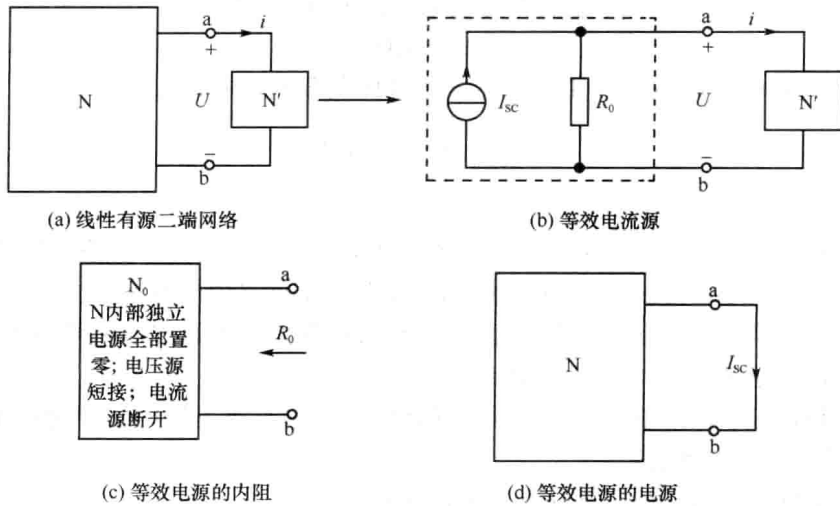 a
i
+
N
U
N'
−
b
(a) 线性有源二端网络
a
i
+
I_SC
R_0
U
N'
−
b
(b) 等效电流源
N_0
N内部独立
电源全部置
零; 电压源
短接；电流
源断开
a
R_0
b
(c) 等效电源的内阻
N
a
I_SC
b
(d) 等效电源的电源